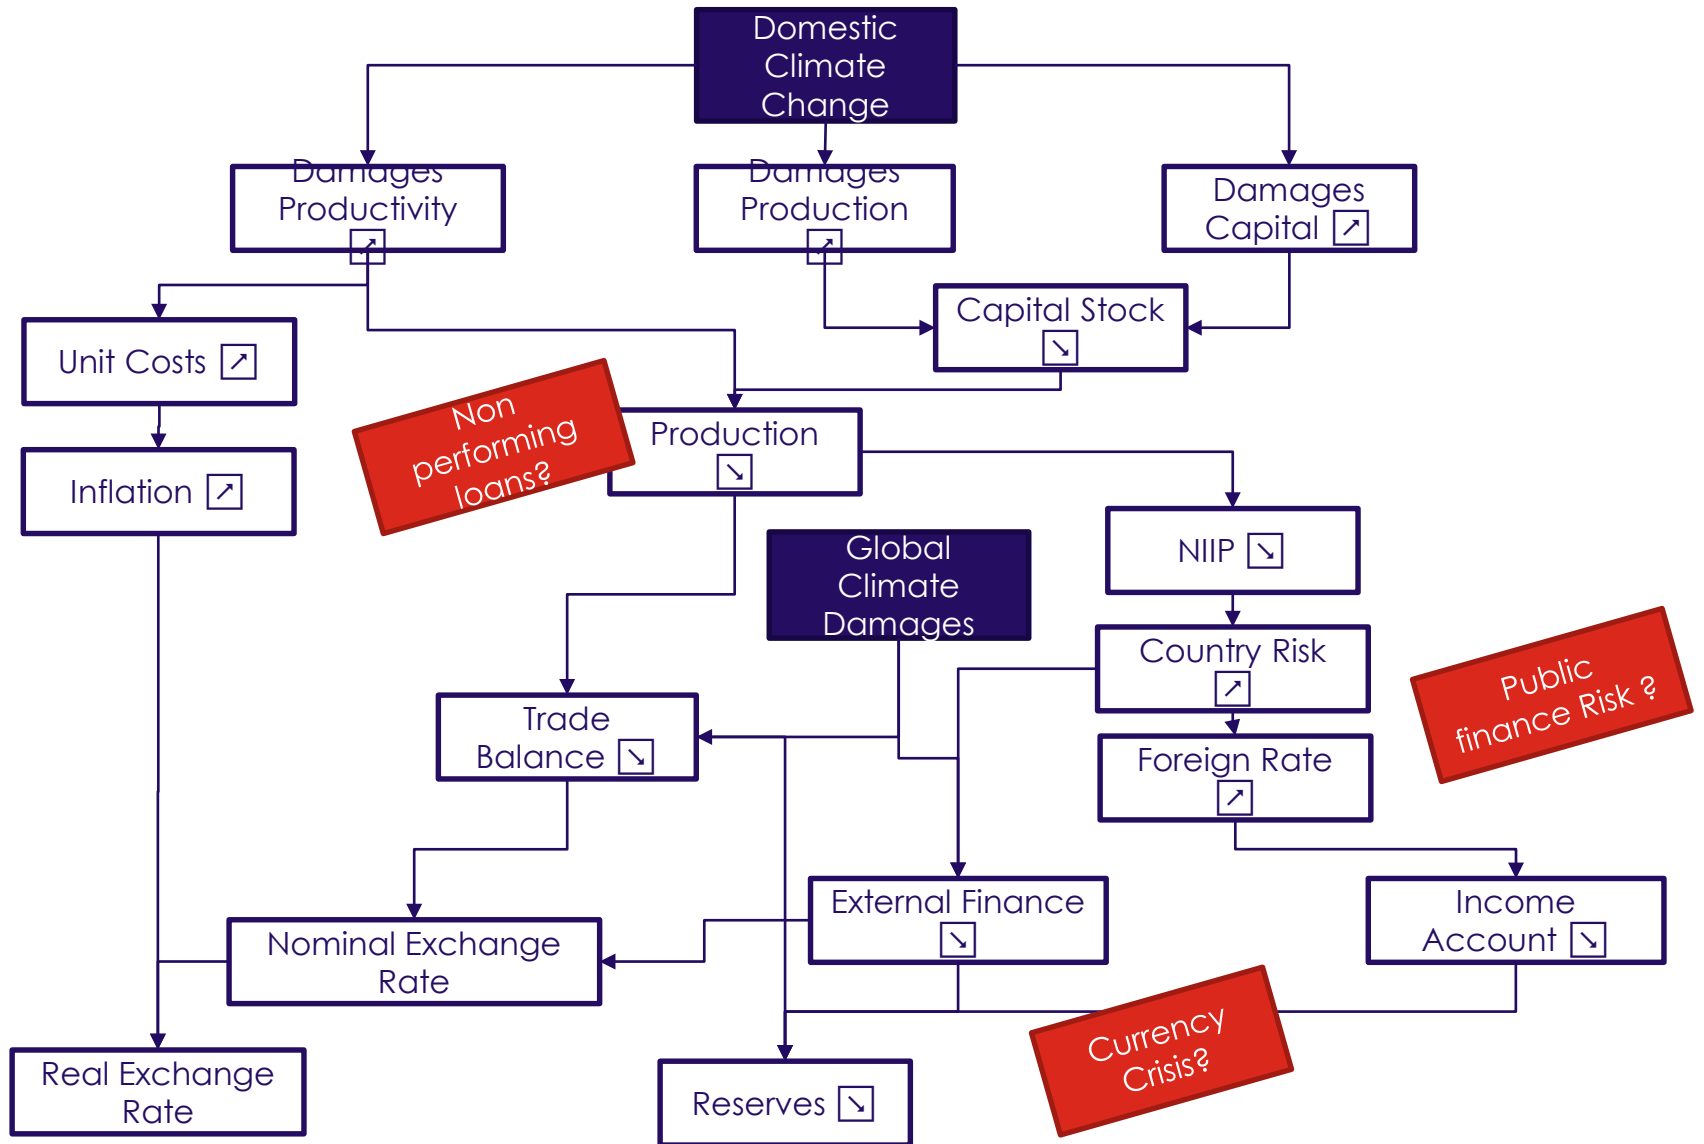 Domestic
Climate
Change
Damages
Productivity
↗
Damages
Production
↗
Damages
Capital ↗
Capital Stock
↘
Unit Costs ↗
Non
performing
loans?
Production
↘
Inflation ↗
Global
Climate
Damages
NIIP ↘
Country Risk
↗
Public
finance Risk ?
Trade
Balance ↘
Foreign Rate
↗
External Finance
↘
Income
Account ↘
Nominal Exchange
Rate
Currency
Crisis?
Real Exchange
Rate
Reserves ↘